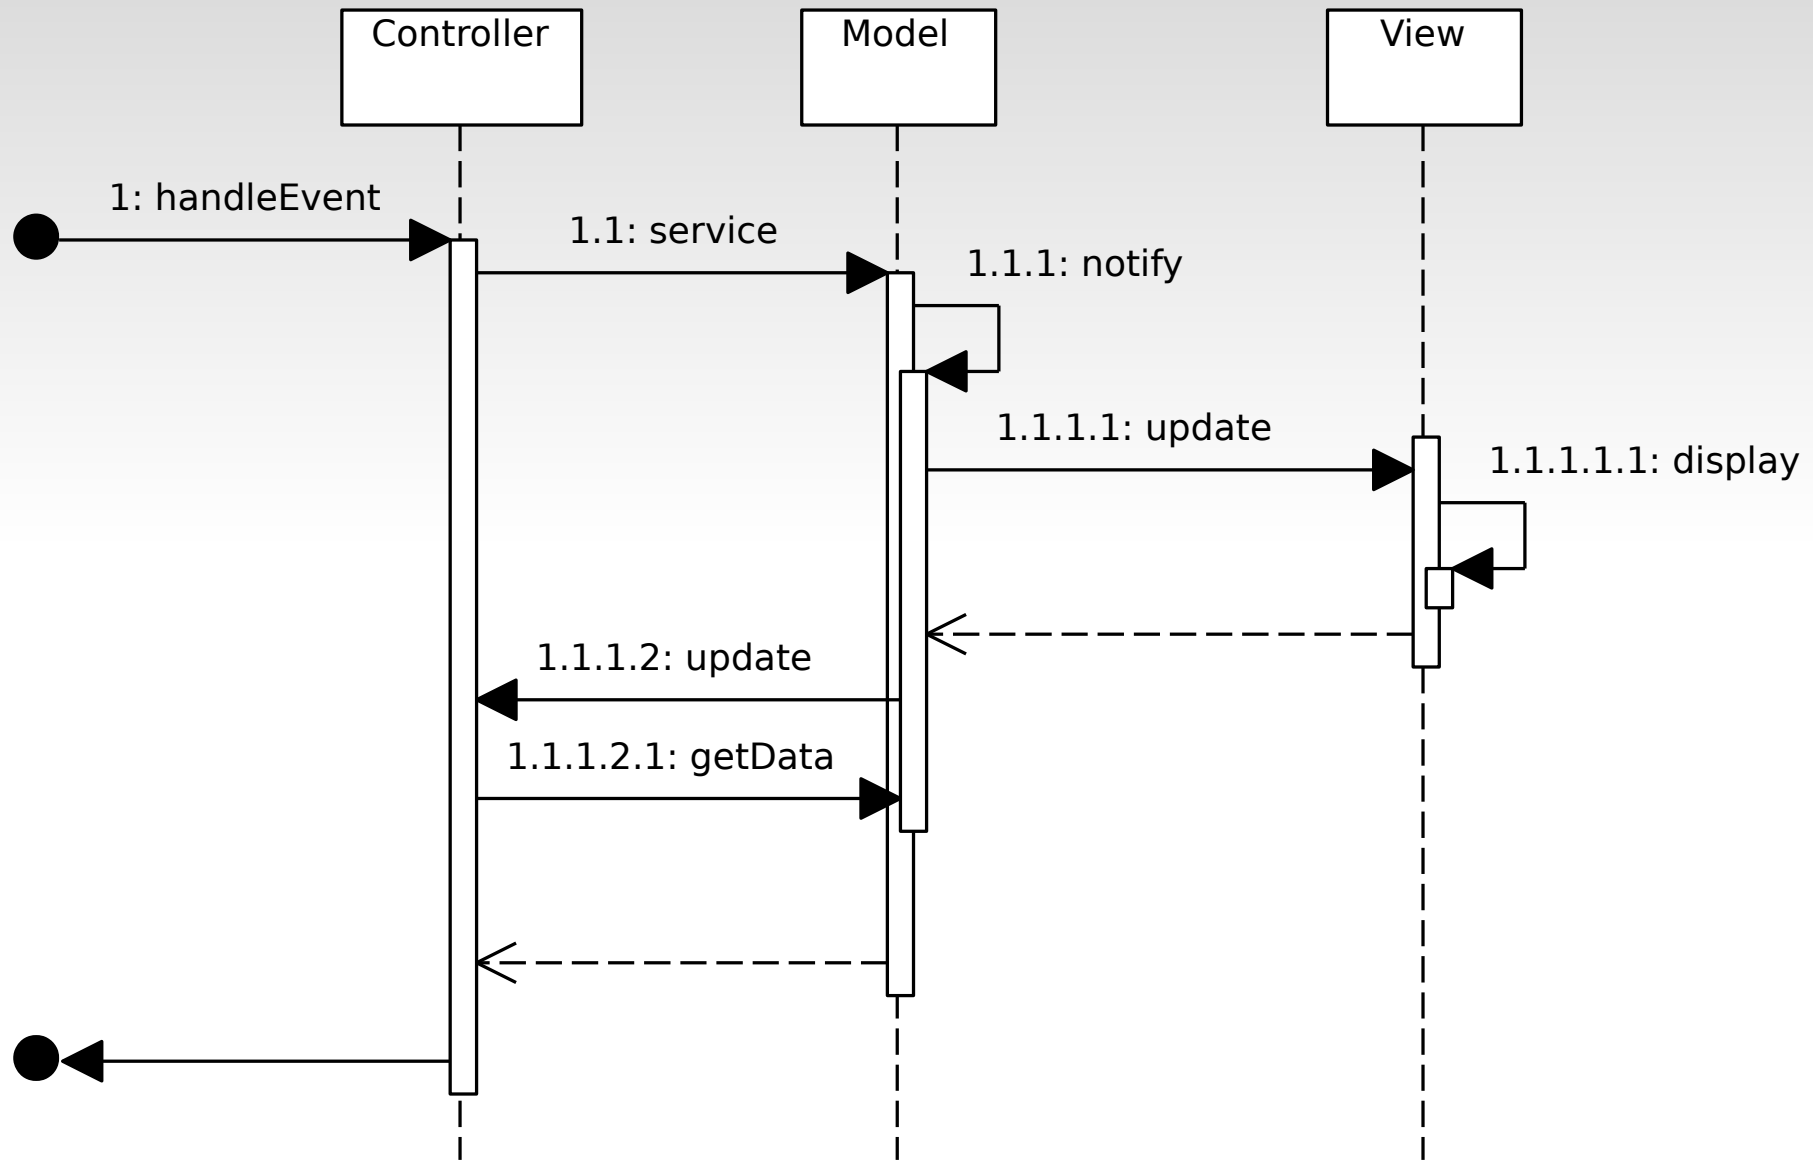 Controller
Model
View
1: handleEvent
1.1: service
1.1.1: notify
1.1.1.1: update
1.1.1.1.1: display
1.1.1.2: update
1.1.1.2.1: getData